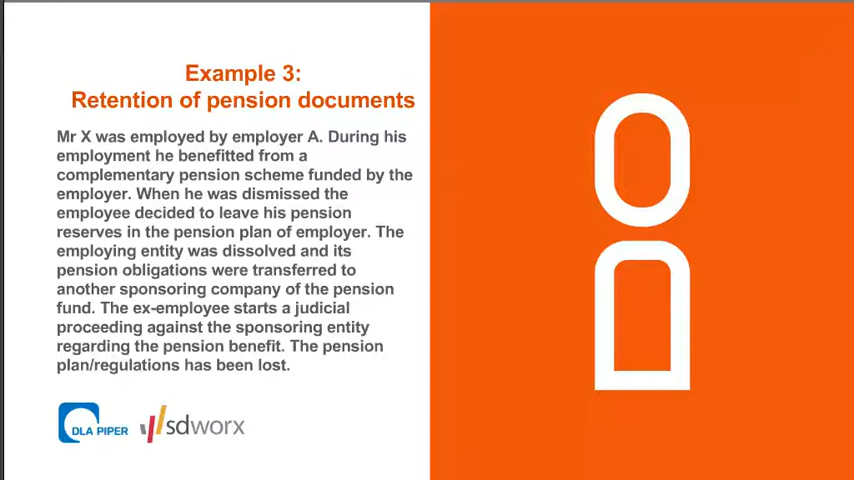 Example 3:
Retention of pension documents
Mr X was employed by employer A. During his
employment he benefitted from a
complementary pension scheme funded by the
employer. When he was dismissed the
employee decided to leave his pension
reserves in the pension plan of employer. The
employing entity was dissolved and its
pension obligations were transferred to
another sponsoring company of the pension
fund. The ex-employee starts a judicial
proceeding against the sponsoring entity
regarding the pension benefit. The pension
plan/regulations has been lost.
DLA PIPER
sdworx